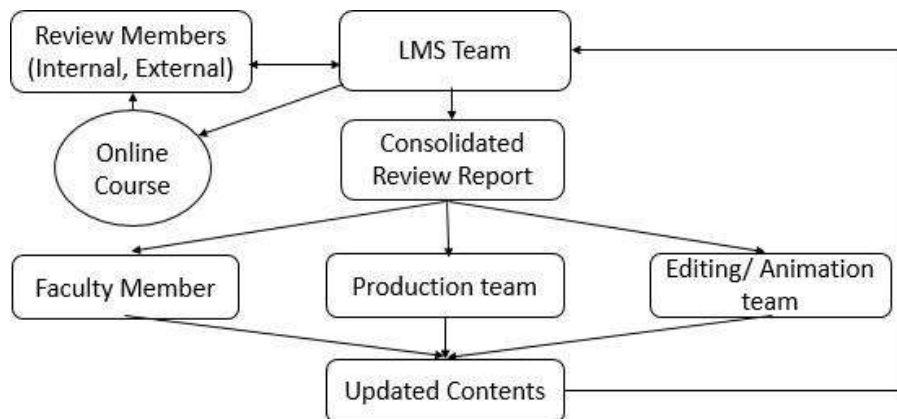 Review Members
(Internal, External)
LMS Team
Online
Course
Consolidated
Review Report
Faculty Member
Production team
Editing/ Animation
team
Updated Contents